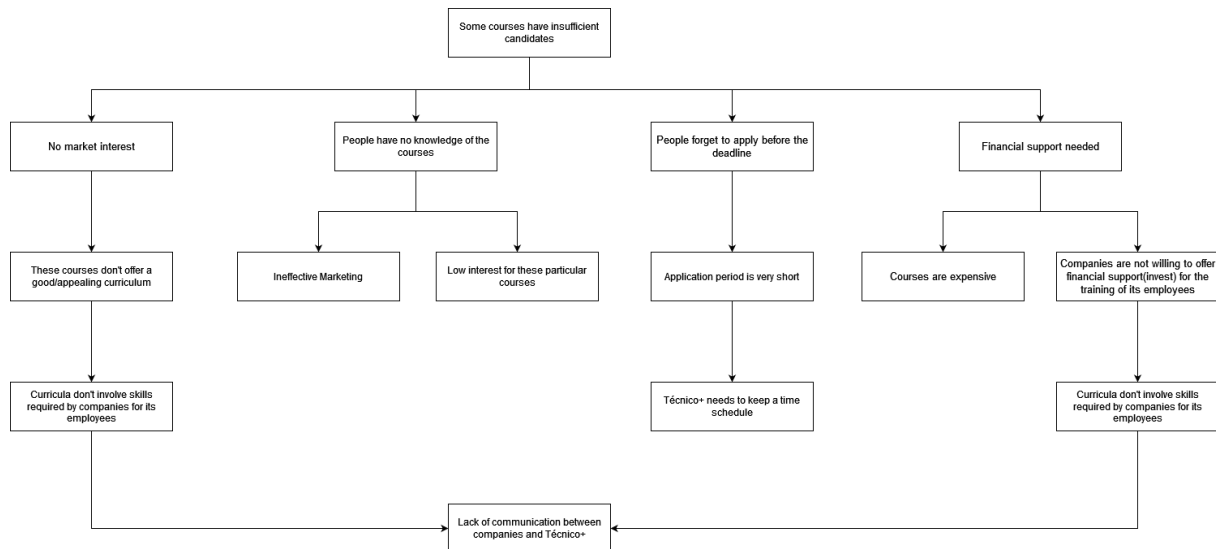 Some courses have insufficient
candidates
No market interest
People have no knowledge of the
courses
People forget to apply before the
deadline
Financial support needed
These courses don't offer a
good/appealing curriculum
Ineffective Marketing
Low interest for these particular
courses
Application period is very short
Courses are expensive
Companies are not willing to offer
financial support(invest) for the
training of its employees
Curricula don't involve skills
required by companies for its
employees
Técnico+ needs to keep a time
schedule
Curricula don't involve skills
required by companies for its
employees
Lack of communication between
companies and Técnico+